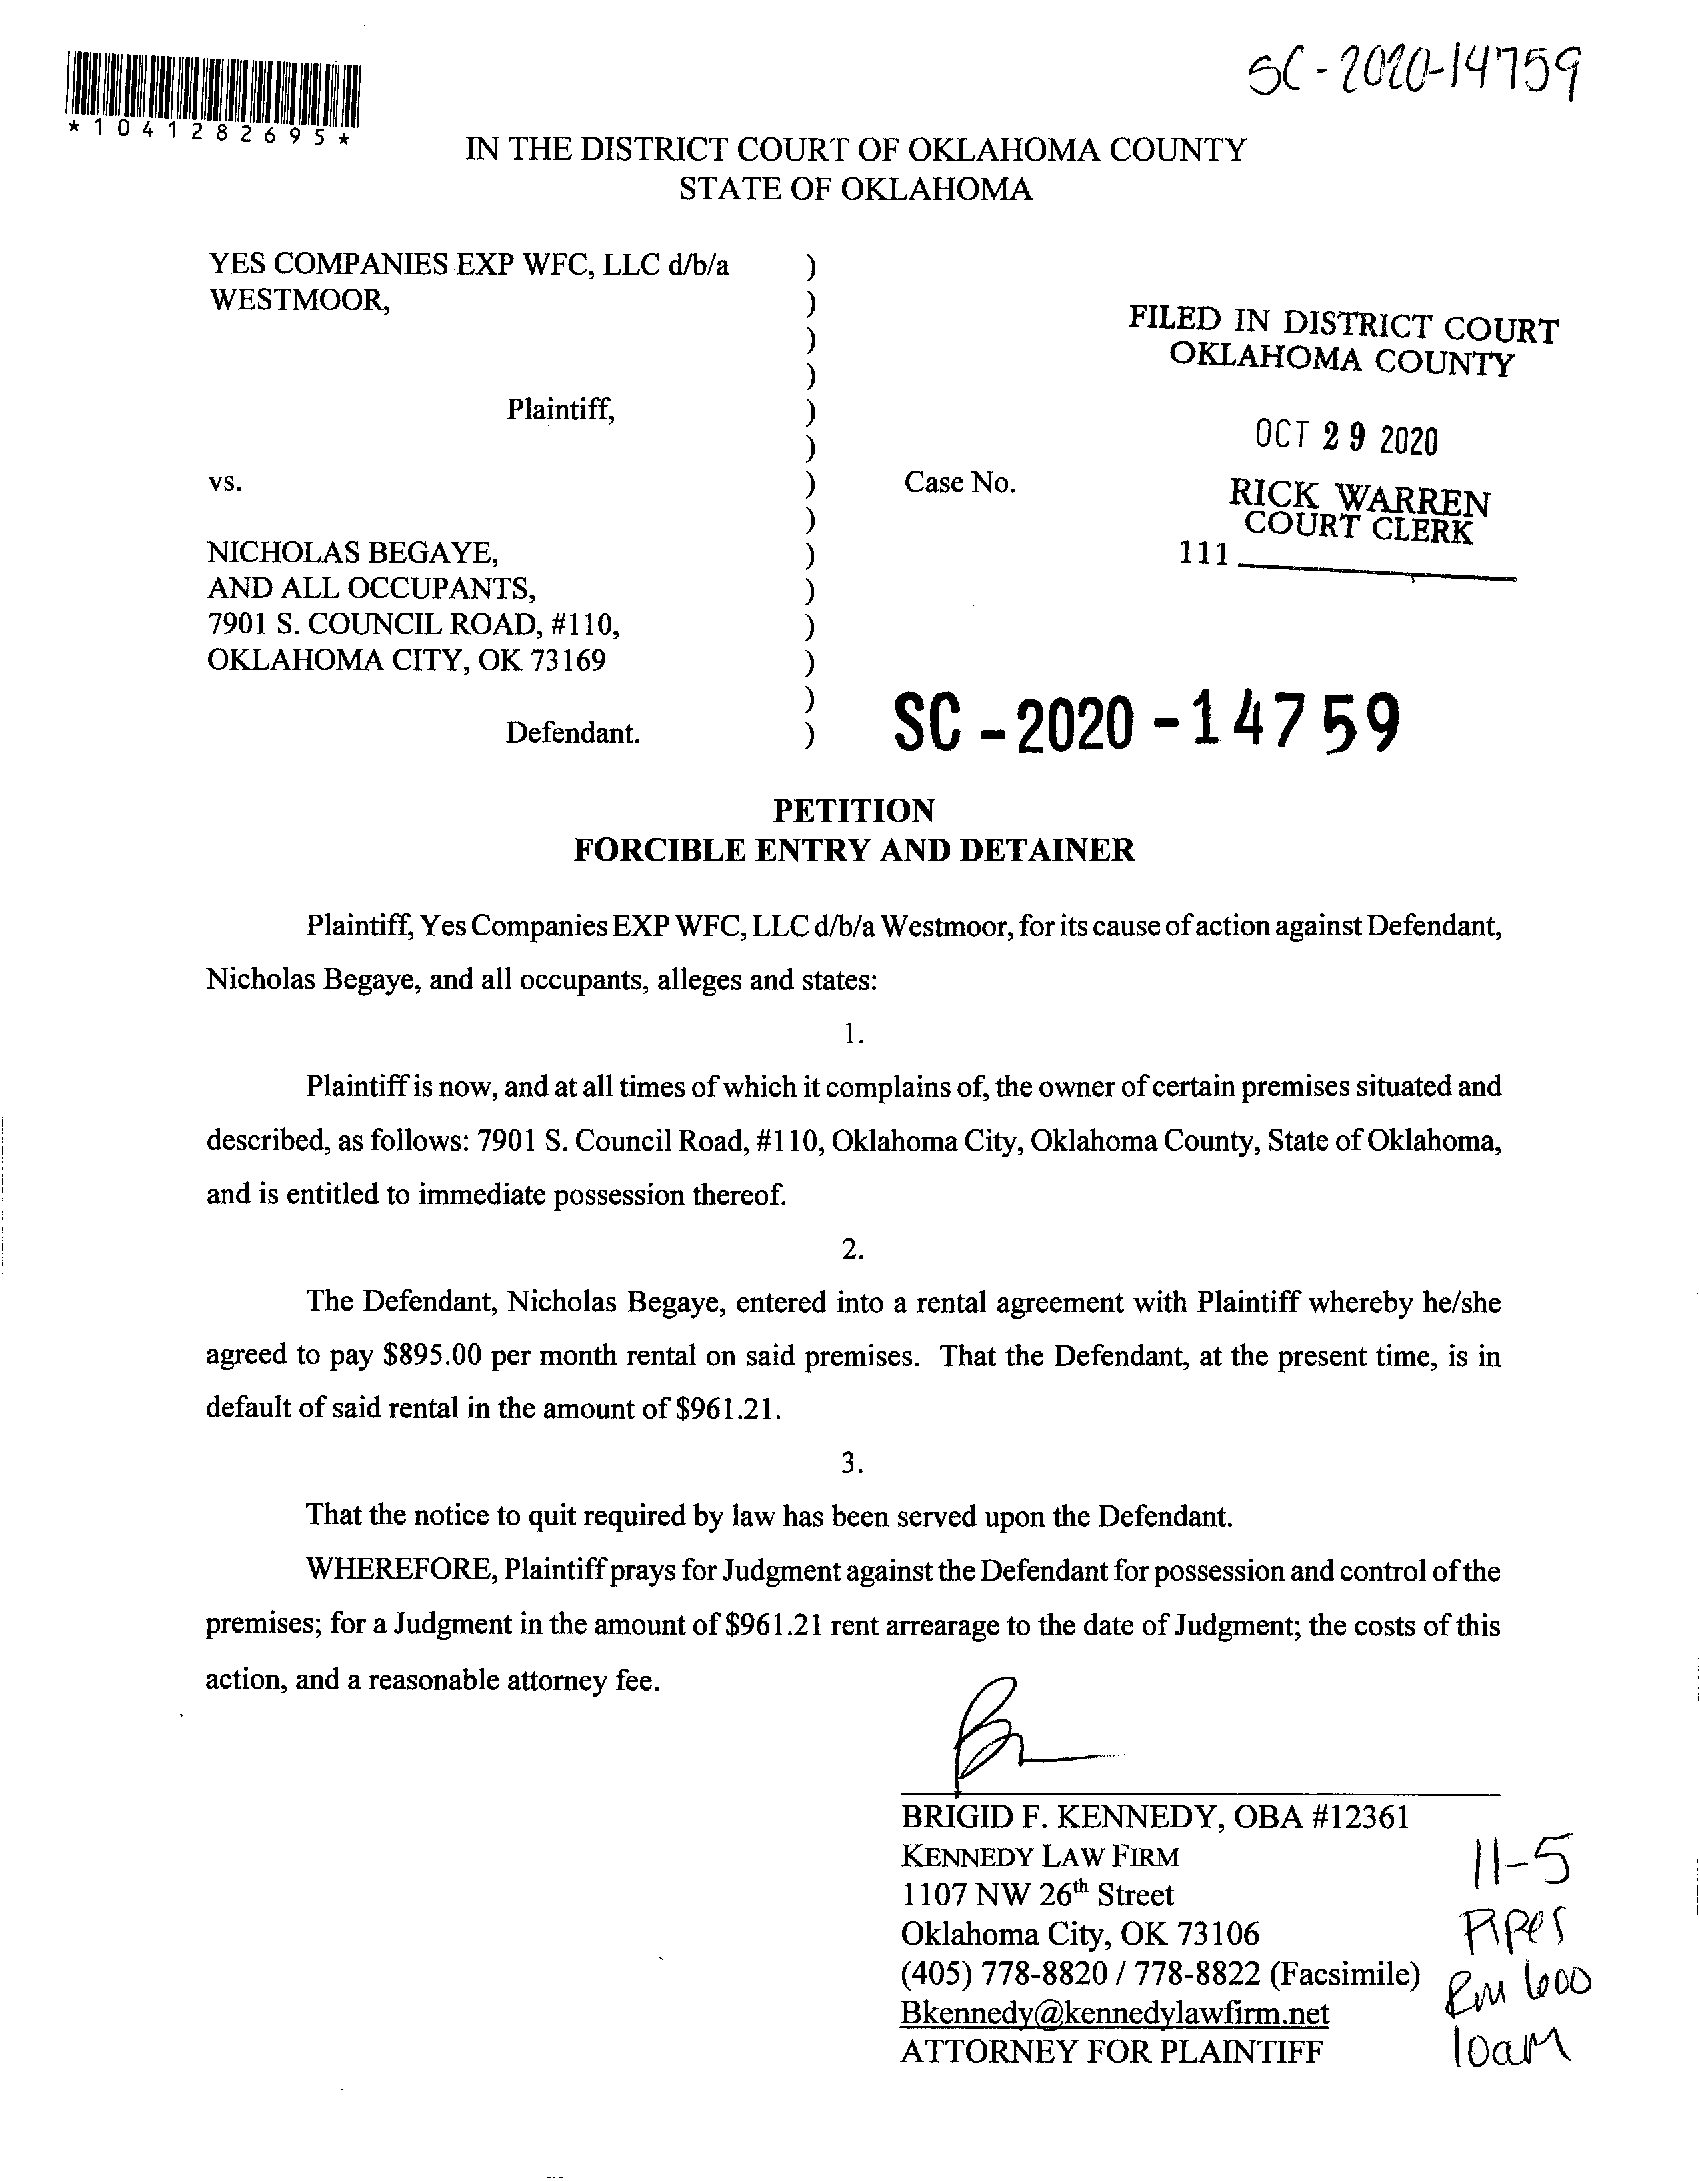 SC-2020-14759
*1041282695*
IN THE DISTRICT COURT OF OKLAHOMA COUNTY
STATE OF OKLAHOMA
YES COMPANIES EXP WFC, LLC d/b/a )
WESTMOOR, )
)
)
Plaintiff, )
)
vs. )
)
NICHOLAS BEGAYE, )
AND ALL OCCUPANTS, )
7901 S. COUNCIL ROAD, #110, )
OKLAHOMA CITY, OK 73169 )
)
Defendant. )
FILED IN DISTRICT COURT
OKLAHOMA COUNTY
OCT 29 2020
Case No.
RICK WARREN
COURT CLERK
111
SC-2020-14759
PETITION
FORCIBLE ENTRY AND DETAINER
Plaintiff, Yes Companies EXP WFC, LLC d/b/a Westmoor, for its cause of action against Defendant,
Nicholas Begaye, and all occupants, alleges and states:
1.
Plaintiff is now, and at all times of which it complains of, the owner of certain premises situated and
described, as follows: 7901 S. Council Road, #110, Oklahoma City, Oklahoma County, State of Oklahoma,
and is entitled to immediate possession thereof.
2.
The Defendant, Nicholas Begaye, entered into a rental agreement with Plaintiff whereby he/she
agreed to pay $895.00 per month rental on said premises. That the Defendant, at the present time, is in
default of said rental in the amount of $961.21.
3.
That the notice to quit required by law has been served upon the Defendant.
WHEREFORE, Plaintiff prays for Judgment against the Defendant for possession and control of the
premises; for a Judgment in the amount of $961.21 rent arrearage to the date of Judgment; the costs of this
action, and a reasonable attorney fee.
BRIGID F. KENNEDY, OBA #12361
KENNEDY LAW FIRM
1107 NW 26th Street
Oklahoma City, OK 73106
(405) 778-8820 / 778-8822 (Facsimile)
Bkennedy@kennedylawfirm.net
ATTORNEY FOR PLAINTIFF
11-5
Piper
Rm 600
10am